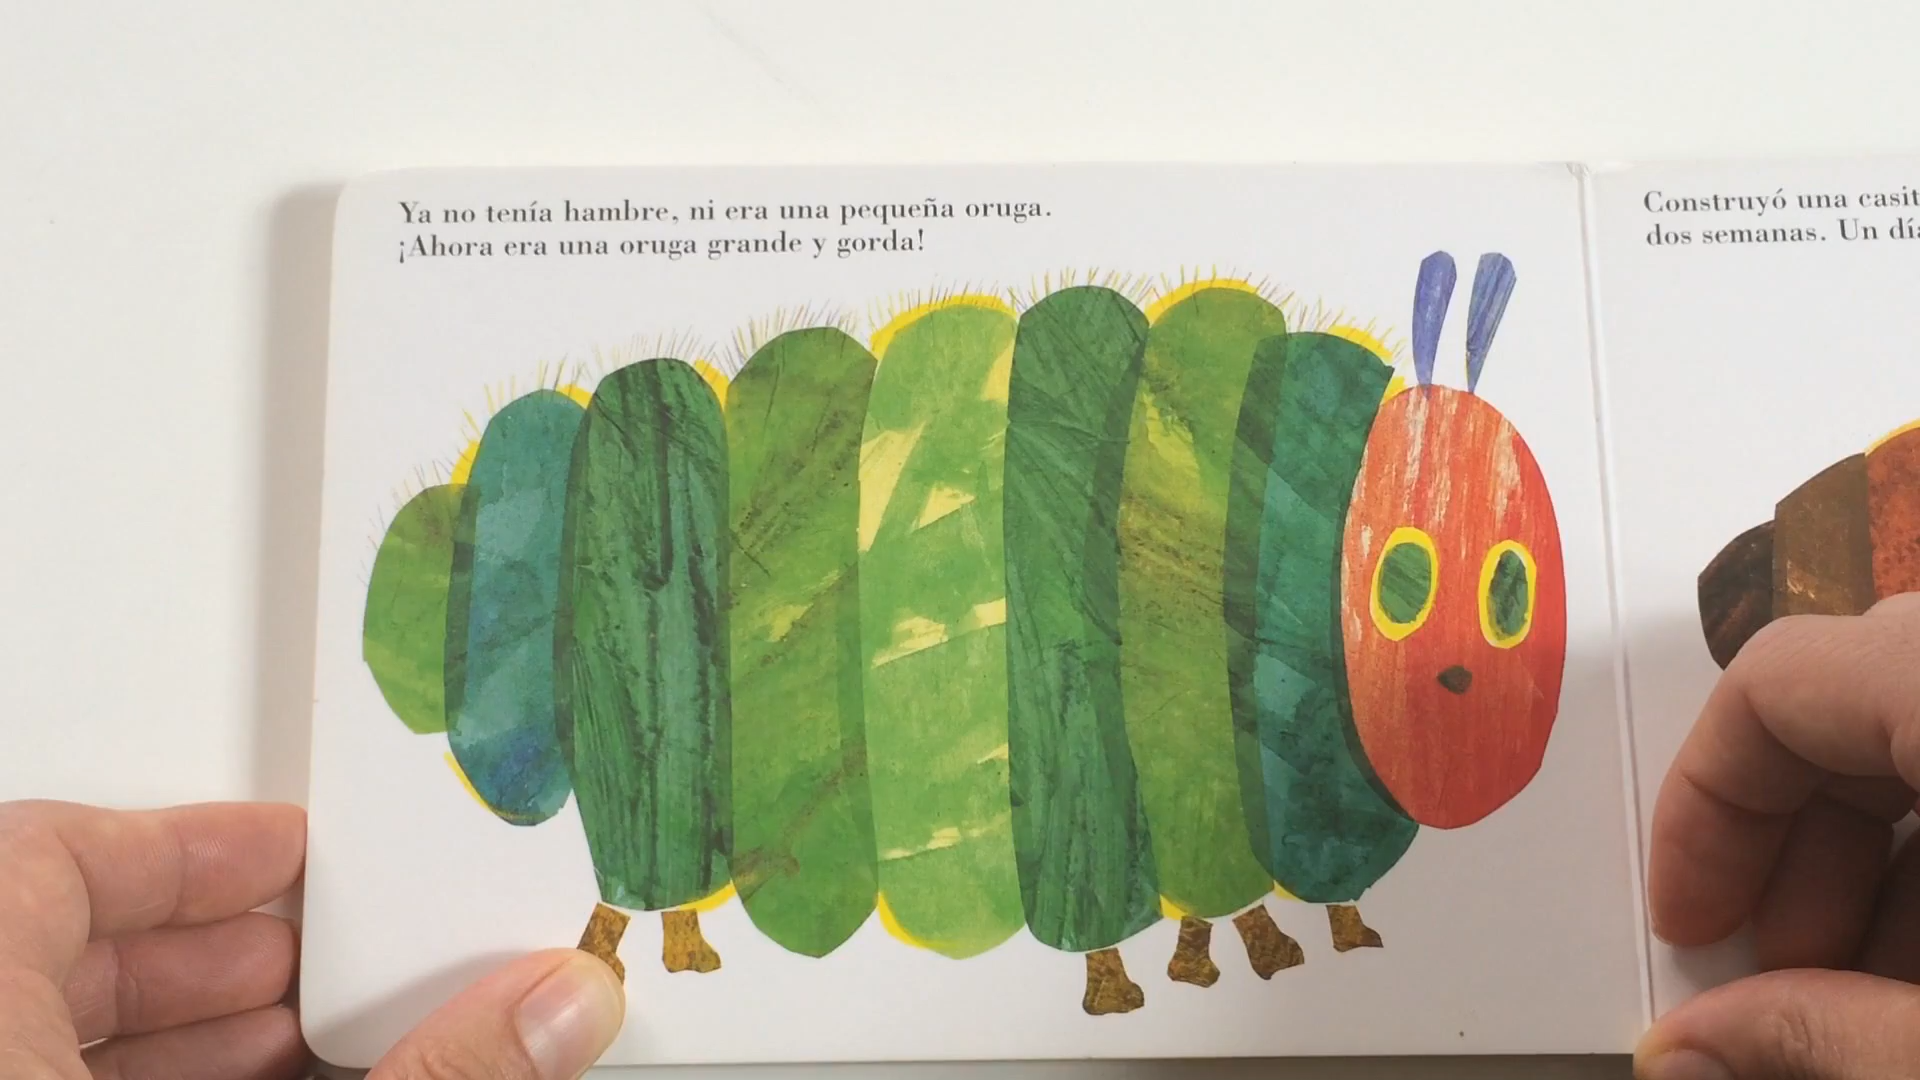 Ya no tenía hambre, ni era una pequeña oruga.
¡Ahora era una oruga grande y gorda!
Construyó una
dos semanas. Un